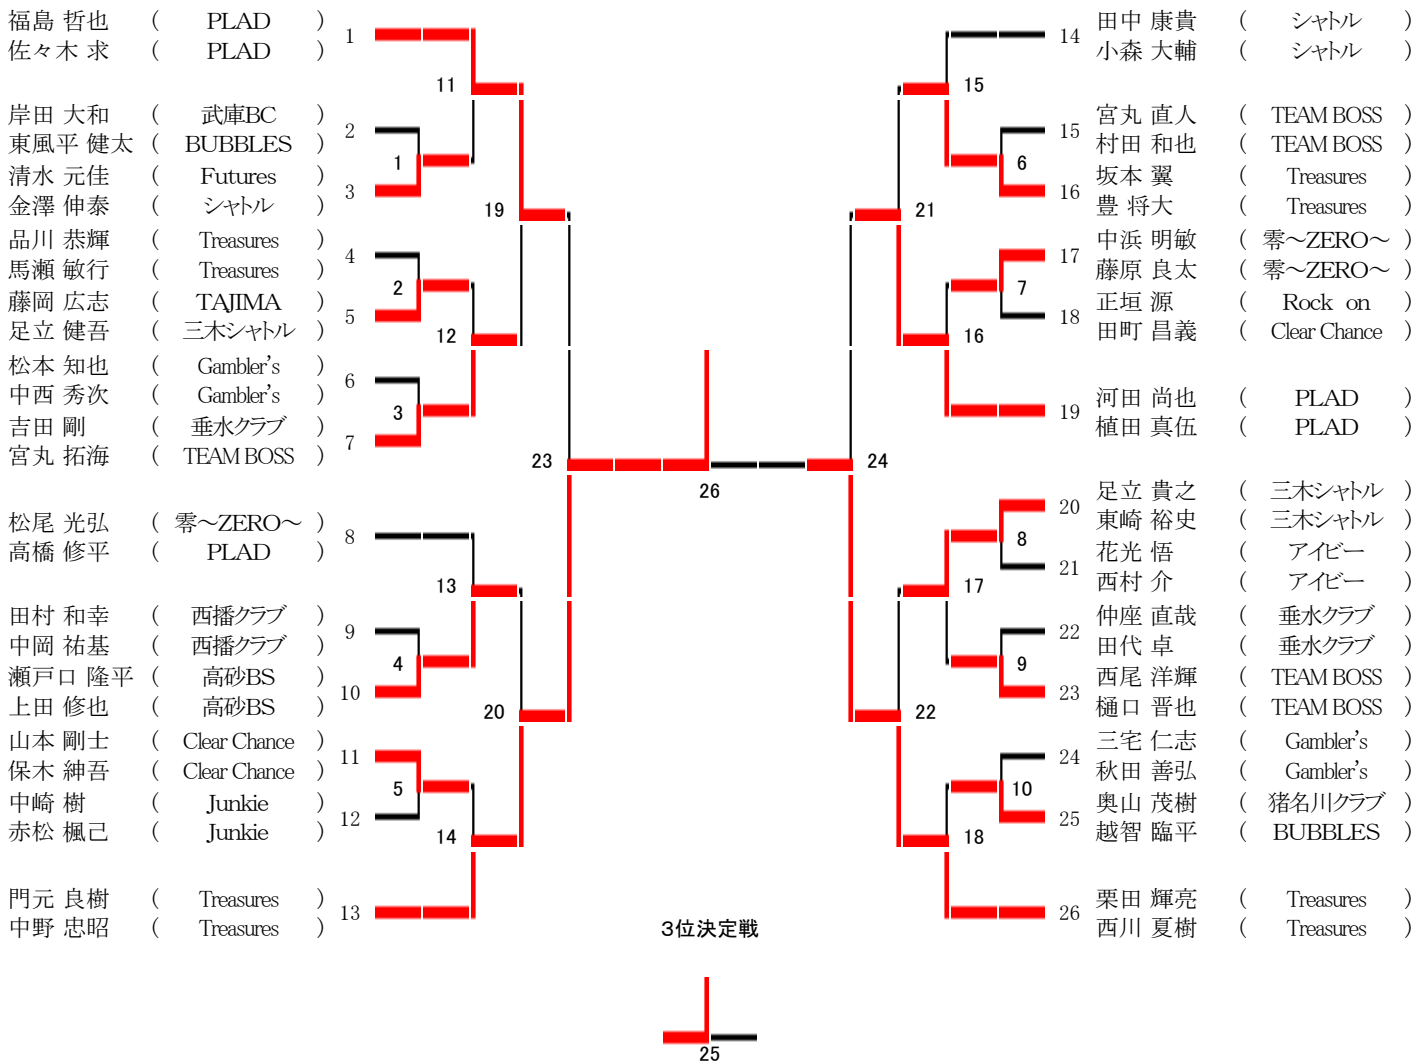 福島 哲也 ( PLAD )
佐々木 求 ( PLAD )
1
岸田 大和 ( 武庫BC )
東風平 健太 ( BUBBLES )
2
清水 元佳 ( Futures )
金澤 伸泰 ( シャトル )
3
品川 恭輝 ( Treasures )
馬瀬 敏行 ( Treasures )
4
藤岡 広志 ( TAJIMA )
足立 健吾 ( 三木シャトル )
5
松本 知也 ( Gambler's )
中西 秀次 ( Gambler's )
6
吉田 剛 ( 垂水クラブ )
宮丸 拓海 ( TEAM BOSS )
7
松尾 光弘 ( 零～ZERO～ )
高橋 修平 ( PLAD )
8
田村 和幸 ( 西播クラブ )
中岡 祐基 ( 西播クラブ )
9
瀬戸口 隆平 ( 高砂BS )
上田 修也 ( 高砂BS )
10
山本 剛士 ( Clear Chance )
保木 紳吾 ( Clear Chance )
11
中崎 樹 ( Junkie )
赤松 楓己 ( Junkie )
12
門元 良樹 ( Treasures )
中野 忠昭 ( Treasures )
13
11
1
19
2
12
3
23
13
4
20
5
14
26
3位決定戦
25
15
6
21
7
16
24
8
17
9
22
10
18
14
田中 康貴 ( シャトル )
小森 大輔 ( シャトル )
15
宮丸 直人 ( TEAM BOSS )
村田 和也 ( TEAM BOSS )
16
坂本 翼 ( Treasures )
豊 将大 ( Treasures )
17
中浜 明敏 ( 零～ZERO～ )
藤原 良太 ( 零～ZERO～ )
18
正垣 源 ( Rock on )
田町 昌義 ( Clear Chance )
19
河田 尚也 ( PLAD )
植田 真伍 ( PLAD )
20
足立 貴之 ( 三木シャトル )
東崎 裕史 ( 三木シャトル )
21
花光 悟 ( アイビー )
西村 介 ( アイビー )
22
仲座 直哉 ( 垂水クラブ )
田代 卓 ( 垂水クラブ )
23
西尾 洋輝 ( TEAM BOSS )
樋口 晋也 ( TEAM BOSS )
24
三宅 仁志 ( Gambler's )
秋田 善弘 ( Gambler's )
25
奥山 茂樹 ( 猪名川クラブ )
越智 臨平 ( BUBBLES )
26
栗田 輝亮 ( Treasures )
西川 夏樹 ( Treasures )